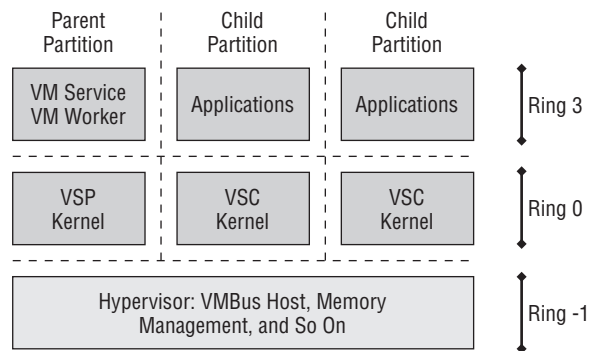 Parent
Partition
Child
Partition
Child
Partition
VM Service
VM Worker
Applications
Applications
Ring 3
VSP
Kernel
VSC
Kernel
VSC
Kernel
Ring 0
Hypervisor: VMBus Host, Memory
Management, and So On
Ring -1